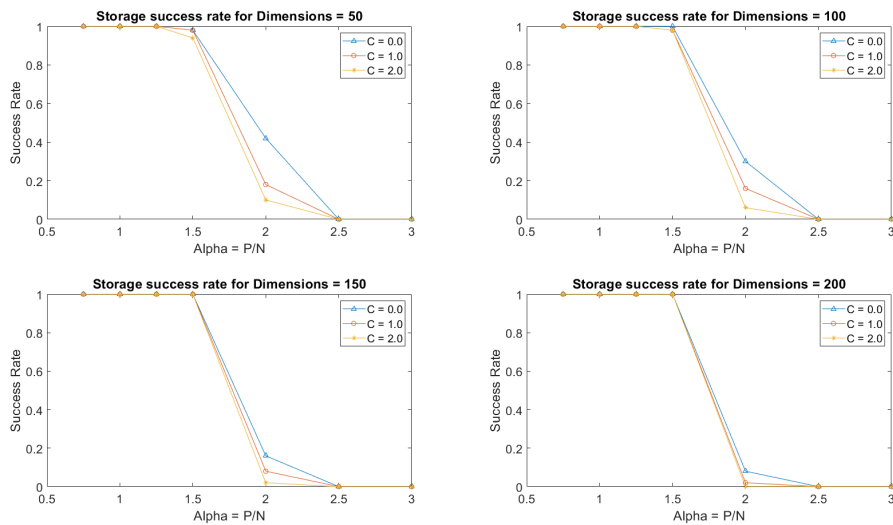 Storage success rate for Dimensions = 50
1
0.8
0.6
0.4
0.2
0
Success Rate
0.5 1 1.5 2 2.5 3
Alpha = P/N
C = 0.0
C = 1.0
C = 2.0
Storage success rate for Dimensions = 100
1
0.8
0.6
0.4
0.2
0
Success Rate
0.5 1 1.5 2 2.5 3
Alpha = P/N
C = 0.0
C = 1.0
C = 2.0
Storage success rate for Dimensions = 150
1
0.8
0.6
0.4
0.2
0
Success Rate
0.5 1 1.5 2 2.5 3
Alpha = P/N
C = 0.0
C = 1.0
C = 2.0
Storage success rate for Dimensions = 200
1
0.8
0.6
0.4
0.2
0
Success Rate
0.5 1 1.5 2 2.5 3
Alpha = P/N
C = 0.0
C = 1.0
C = 2.0